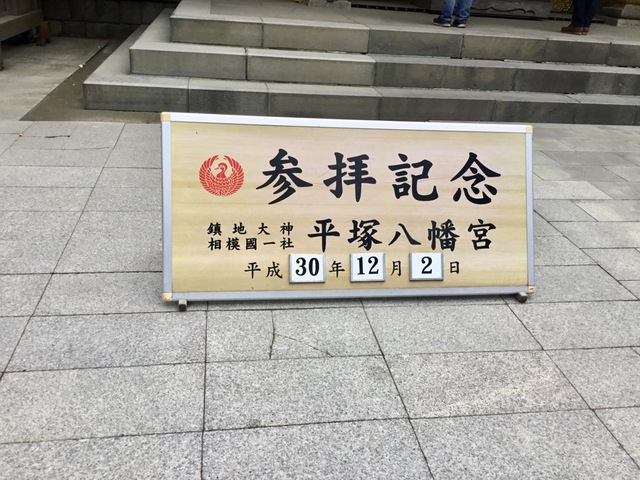 参拝記念
鎮地大神
相模國一社
平塚八幡宮
平成30年12月2日